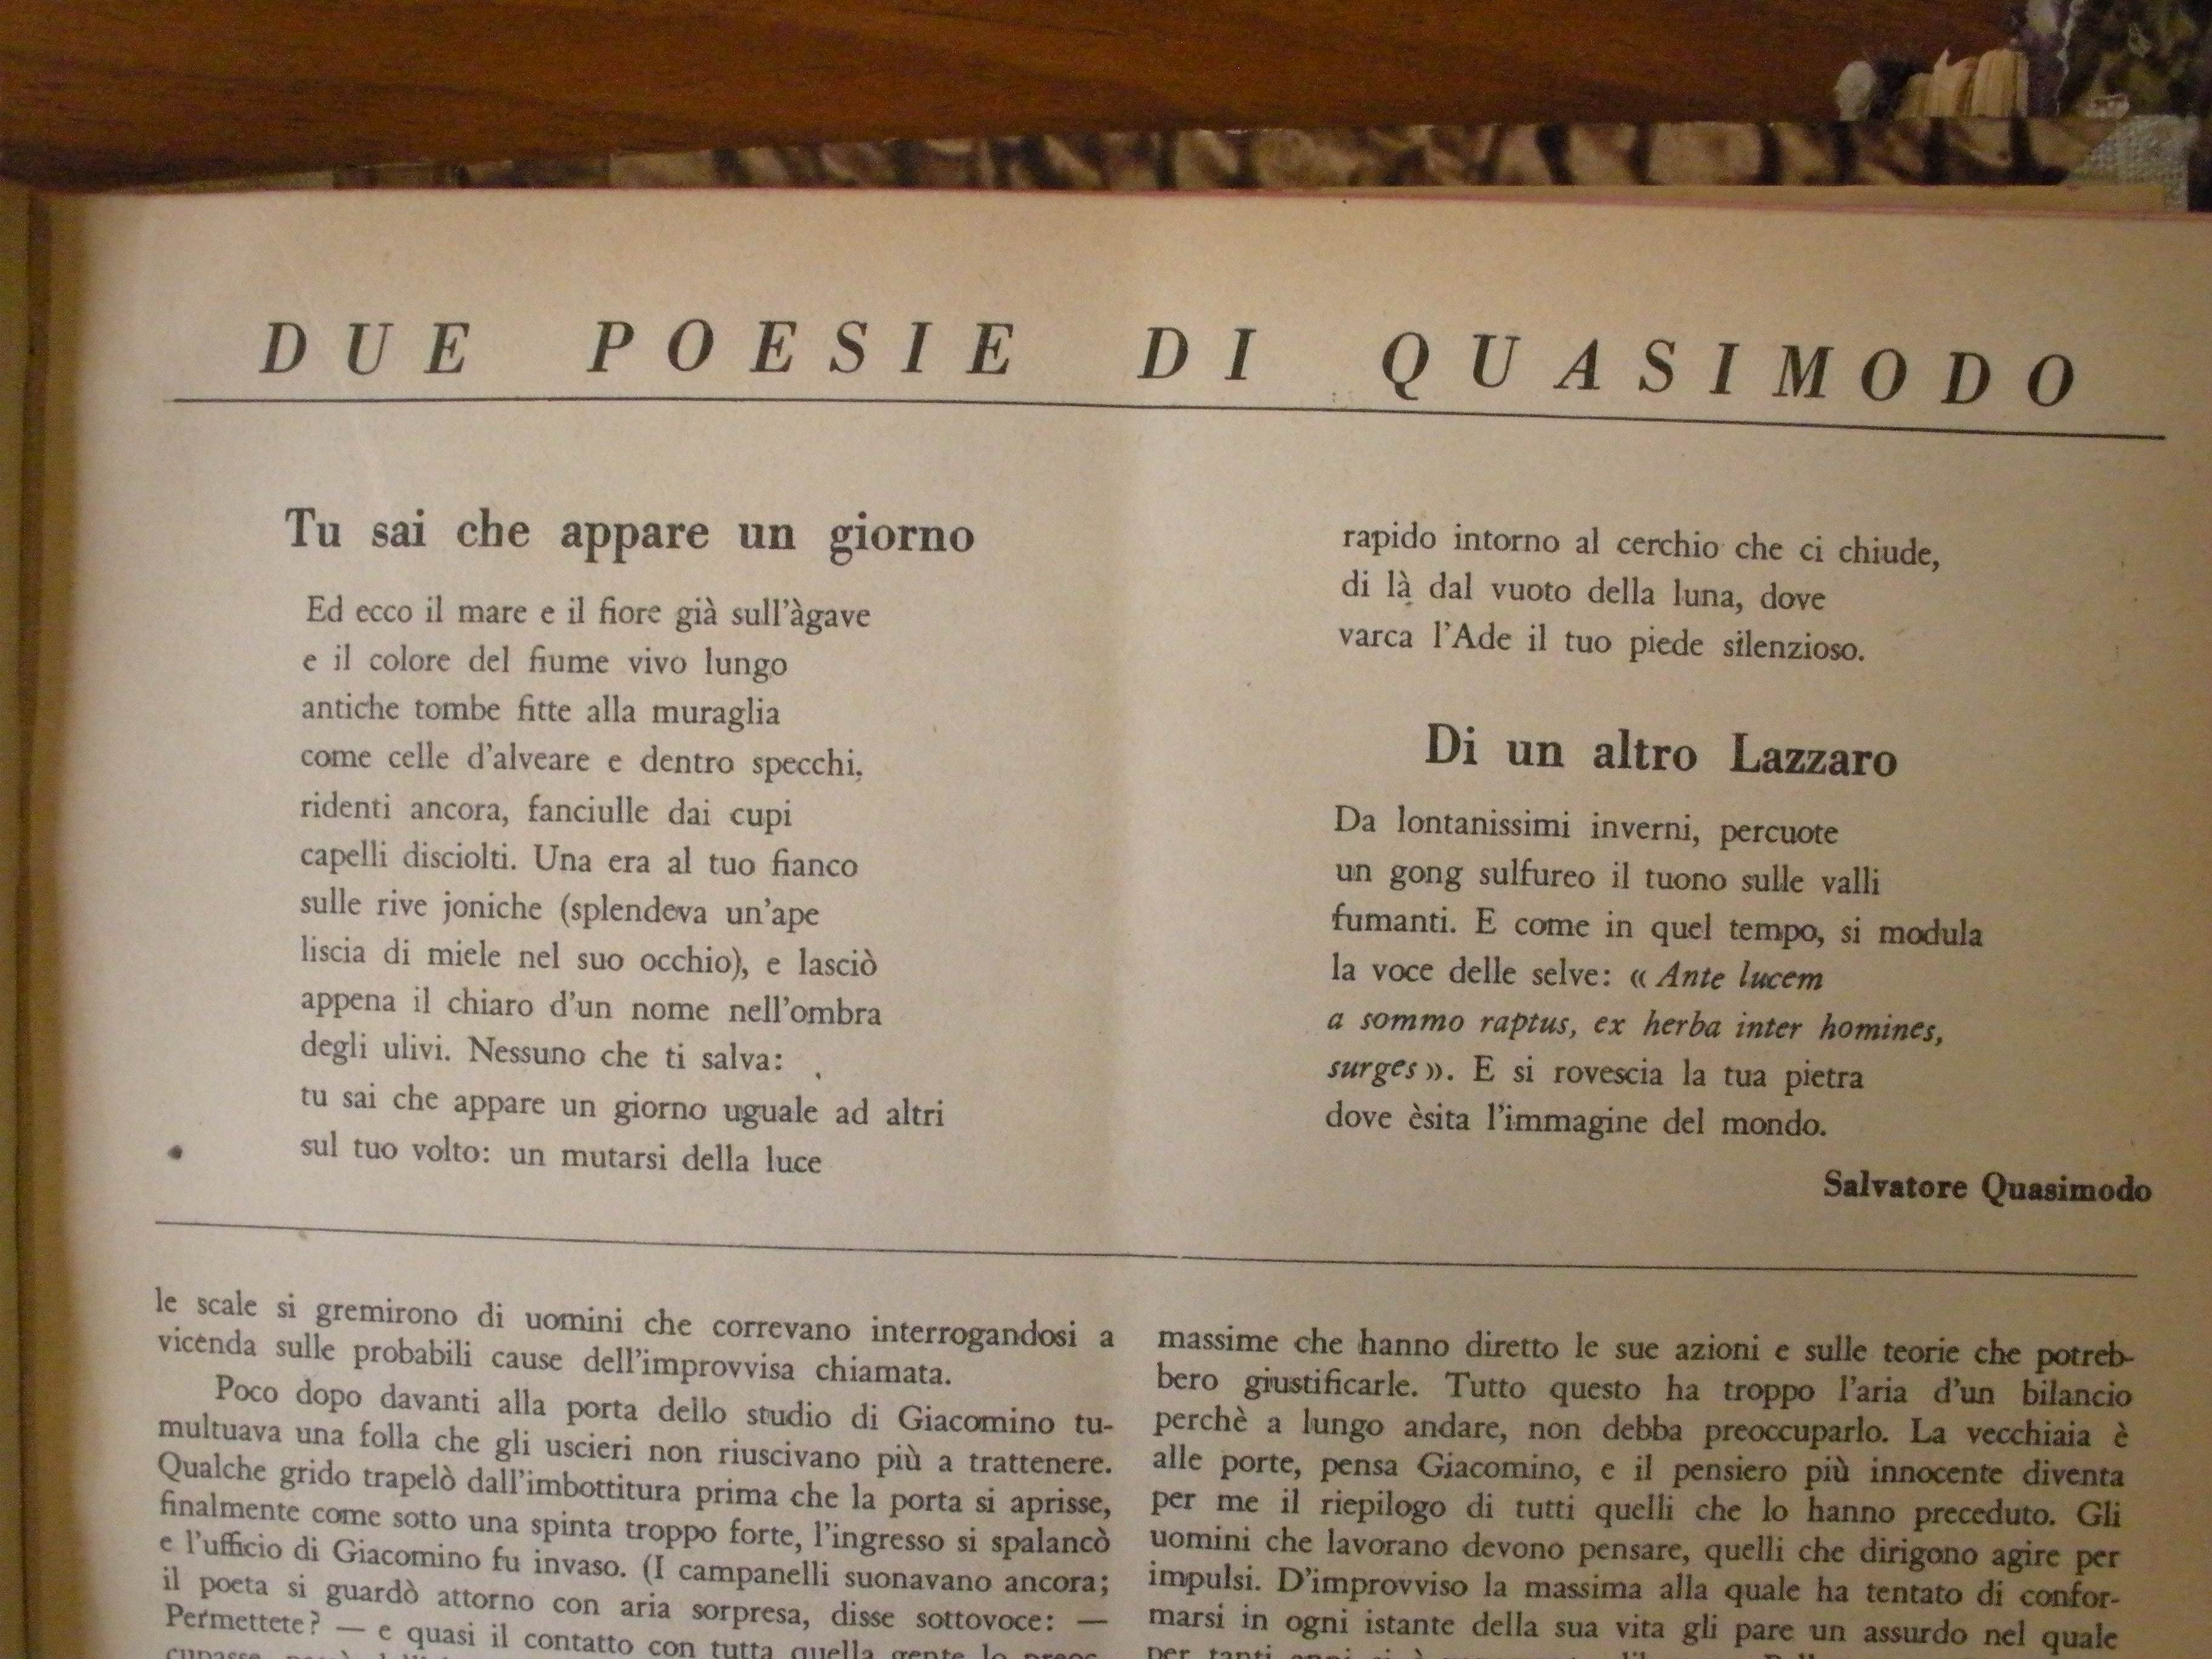 DUE POESIE DI QUASIMODO
Tu sai che appare un giorno
Ed ecco il mare e il fiore già sull'àgave
e il colore del fiume vivo lungo
antiche tombe fitte alla muraglia
come celle d'alveare e dentro specchi,
ridenti ancora, fanciulle dai cupi
capelli disciolti. Una era al tuo fianco
sulle rive joniche (splendeva un'ape
liscia di miele nel suo occhio), e lasciò
appena il chiaro d'un nome nell'ombra
degli ulivi. Nessuno che ti salva:
tu sai che appare un giorno uguale ad altri
sul tuo volto: un mutarsi della luce
rapido intorno al cerchio che ci chiude,
di là dal vuoto della luna, dove
varca l'Ade il tuo piede silenzioso.
Di un altro Lazzaro
Da lontanissimi inverni, percuote
un gong sulfureo il tuono sulle valli
fumanti. E come in quel tempo, si modula
la voce delle selve: « Ante lucem
a sommo raptus, ex herba inter homines,
surges ». E si rovescia la tua pietra
dove èsita l'immagine del mondo.
Salvatore Quasimodo
le scale si gremirono di uomini che correvano interrogandosi a
vicenda sulle probabili cause dell'improvvisa chiamata.
Poco dopo davanti alla porta dello studio di Giacomino tu-
multuava una folla che gli uscieri non riuscivano più a trattenere.
Qualche grido trapelò dall'imbottitura prima che la porta si aprisse,
finalmente come sotto una spinta troppo forte, l'ingresso si spalancò
e l'ufficio di Giacomino fu invaso. (I campanelli suonavano ancora;
il poeta si guardò attorno con aria sorpresa, disse sottovoce: —
Permettete? — e quasi il contatto con tutta quella gente lo preoc-
massime che hanno diretto le sue azioni e sulle teorie che potreb-
bero giustificarle. Tutto questo ha troppo l'aria d'un bilancio
perchè a lungo andare, non debba preoccuparlo. La vecchiaia è
alle porte, pensa Giacomino, e il pensiero più innocente diventa
per me il riepilogo di tutti quelli che lo hanno preceduto. Gli
uomini che lavorano devono pensare, quelli che dirigono agire per
impulsi. D'improvviso la massima alla quale ha tentato di confor-
marsi in ogni istante della sua vita gli pare un assurdo nel quale
per tanti anni si è